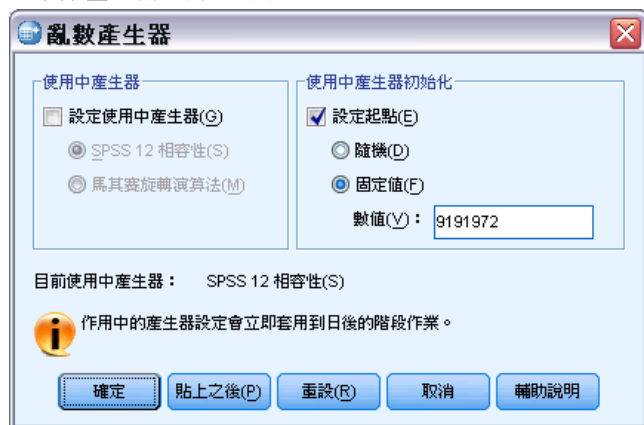 亂數產生器
使用中產生器
設定使用中產生器(G)
SPSS 12 相容性(S)
馬其賽旋轉演算法(M)
使用中產生器初始化
設定起點(E)
隨機(D)
固定值(F)
數值(V)： 9191972
目前使用中產生器： SPSS 12 相容性(S)
作用中的產生器設定會立即套用到日後的階段作業。
確定 貼上之後(P) 重設(R) 取消 輔助說明